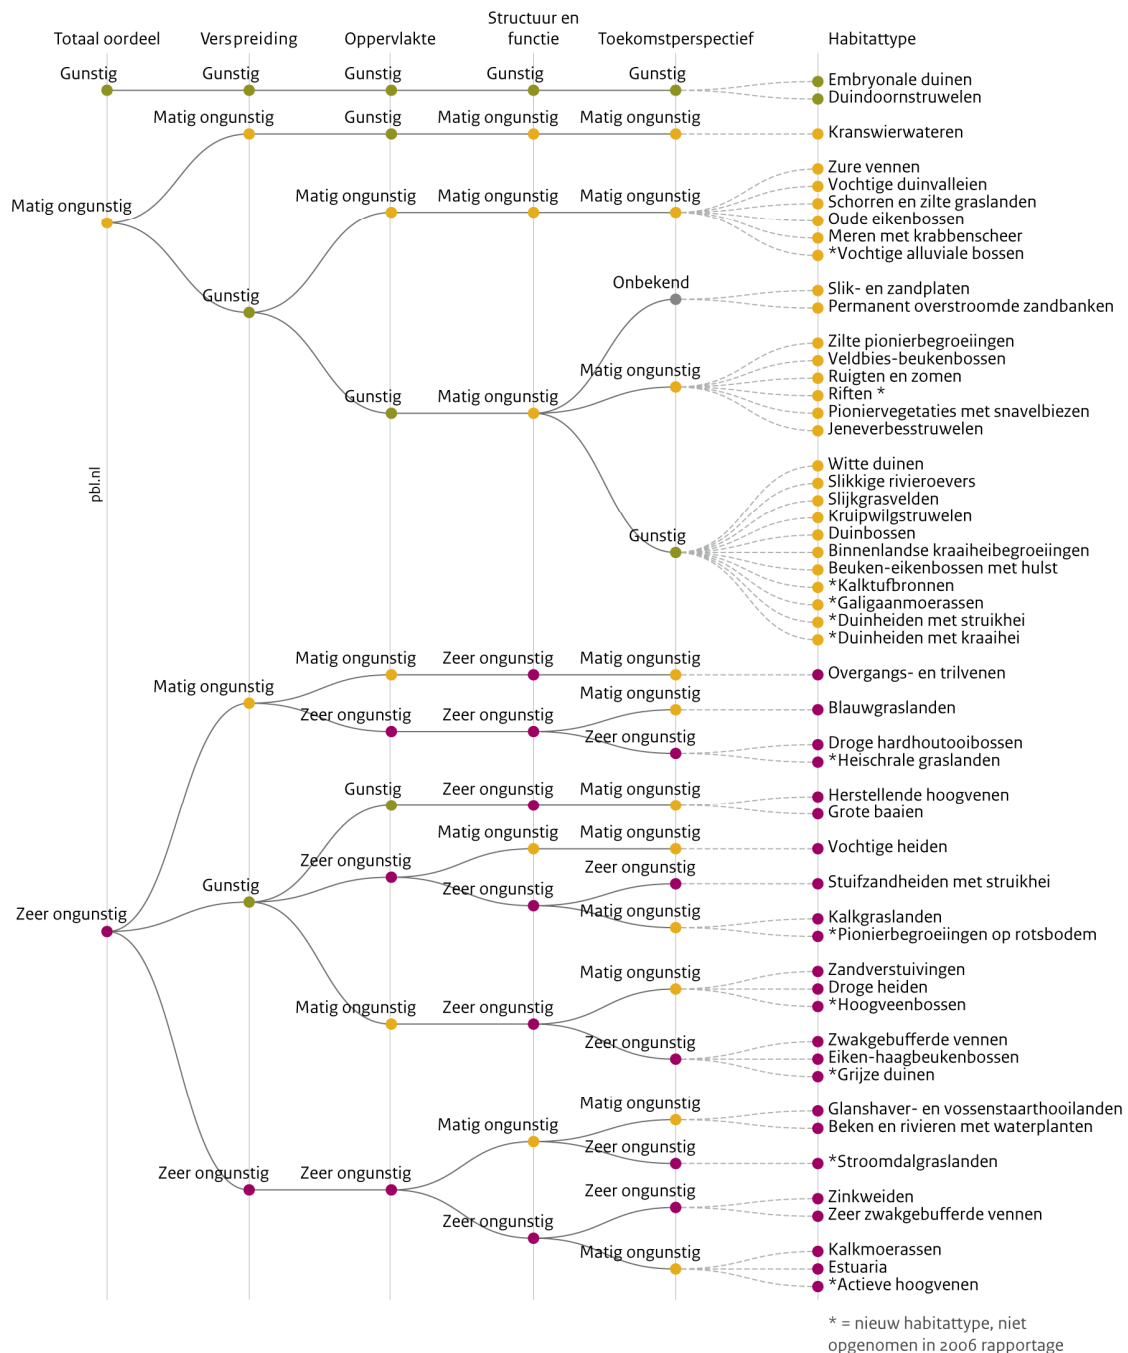 Structuur en
Totaal oordeel Verspreiding Oppervlakte functie Toekomstperspectief Habitattype
Gunstig Gunstig Gunstig Gunstig Gunstig
Embryonale duinen
Duindoornstruwelen
Matig ongunstig Gunstig Matig ongunstig Matig ongunstig Kranswierwateren
Zure vennen
Vochtige duinvalleien
Matig ongunstig Matig ongunstig Matig ongunstig Matig ongunstig Schorren en zilte graslanden
Oude eikenbossen
Meren met krabbenscheer
*Vochtige alluviale bossen
Onbekend
Gunstig Slik- en zandplaten
Permanent overstroomde zandbanken
Zilte pionierbegroeiingen
Veldbies-beukenbossen
Matig ongunstig Ruigten en zomen
Riften *
Gunstig Matig ongunstig Pioniervegetaties met snavelbiezen
Jeneverbesstruwelen
pbl.nl
Witte duinen
Slikkige rivieroevers
Slijkgrasvelden
Kruipwilgstruwelen
Gunstig Duinbossen
Binnenlandse kraaiheibegroeiingen
Beuken-eikenbossen met hulst
*Kalktufbronnen
*Galigaanmoerassen
*Duinheiden met struikhei
*Duinheiden met kraaihei
Matig ongunstig Zeer ongunstig Matig ongunstig
Overgangs- en trilvenen
Matig ongunstig Matig ongunstig
Zeer ongunstig Zeer ongunstig Blauwgraslanden
Zeer ongunstig Droge hardhoutooibossen
*Heischrale graslanden
Gunstig Zeer ongunstig Matig ongunstig Herstellende hoogvenen
Grote baaien
Matig ongunstig Matig ongunstig Vochtige heiden
Zeer ongunstig Zeer ongunstig
Gunstig Zeer ongunstig Stuifzandheiden met struikhei
Zeer ongunstig Matig ongunstig Kalkgraslanden
*Pionierbegroeiingen op rotsbodem
Matig ongunstig Zandverstuivingen
Droge heiden
Matig ongunstig Zeer ongunstig *Hoogveenbossen
Zeer ongunstig Zwakgebufferde vennen
Eiken-haagbeukenbossen
*Grijze duinen
Matig ongunstig Glanshaver- en vossenstaarthooilanden
Matig ongunstig Beken en rivieren met waterplanten
Zeer ongunstig *Stroomdalgraslanden
Zeer ongunstig Zeer ongunstig
Zeer ongunstig Zinkweiden
Zeer ongunstig Zeer zwakgebufferde vennen
Matig ongunstig Kalkmoerassen
Estuaria
*Actieve hoogvenen
* = nieuw habitattype, niet
opgenomen in 2006 rapportage